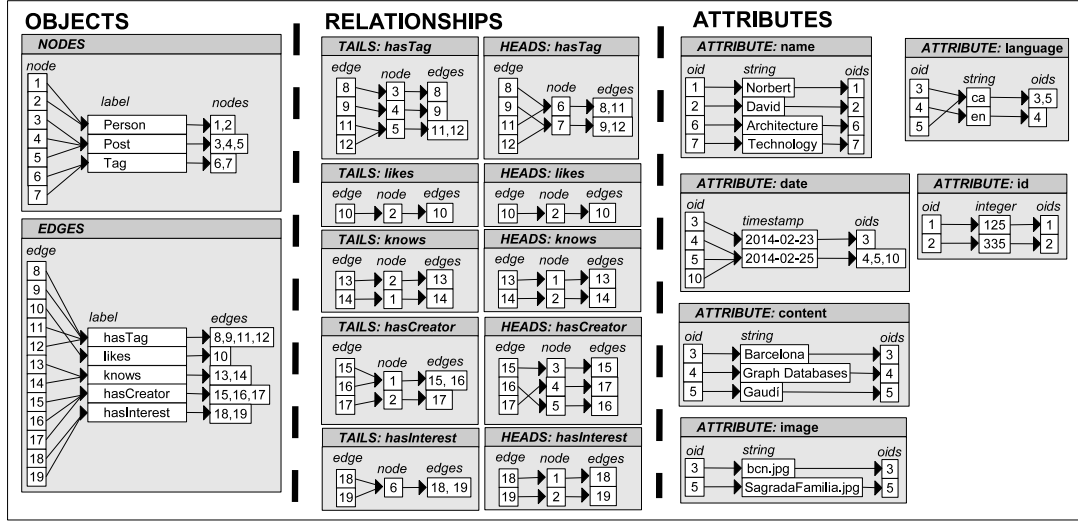 OBJECTS
NODES
node
label
nodes
1
2
3
4
5
6
7
Person
Post
Tag
1,2
3,4,5
6,7
EDGES
edge
label
edges
8
9
10
11
12
13
14
15
16
17
18
19
hasTag
likes
knows
hasCreator
hasInterest
8,9,11,12
10
13,14
15,16,17
18,19
RELATIONSHIPS
TAILS: hasTag
edge node edges
8
9
11
12
3
4
5
8
9
11,12
HEADS: hasTag
edge node edges
8
9
11
12
6
7
8,11
9,12
TAILS: likes
edge node edges
10 2 10
HEADS: likes
edge node edges
10 2 10
TAILS: knows
edge node edges
13 2 13
14 1 14
HEADS: knows
edge node edges
13 1 13
14 2 14
TAILS: hasCreator
edge node edges
15
16
17
1
2
15, 16
17
HEADS: hasCreator
edge node edges
15 3 15
16 4 17
17 5 16
TAILS: hasInterest
edge node edges
18
19
6
18, 19
HEADS: hasInterest
edge node edges
18 1 18
19 2 19
ATTRIBUTES
ATTRIBUTE: name
oid string oids
1 Norbert 1
2 David 2
6 Architecture 6
7 Technology 7
ATTRIBUTE: language
oid string oids
3
4
5
ca
en
3,5
4
ATTRIBUTE: date
oid timestamp oids
3
4
5
10
2014-02-23
2014-02-25
3
4,5,10
ATTRIBUTE: id
oid integer oids
1 125 1
2 335 2
ATTRIBUTE: content
oid string oids
3 Barcelona 3
4 Graph Databases 4
5 Gaudí 5
ATTRIBUTE: image
oid string oids
3 bcn.jpg 3
5 SagradaFamilia.jpg 5